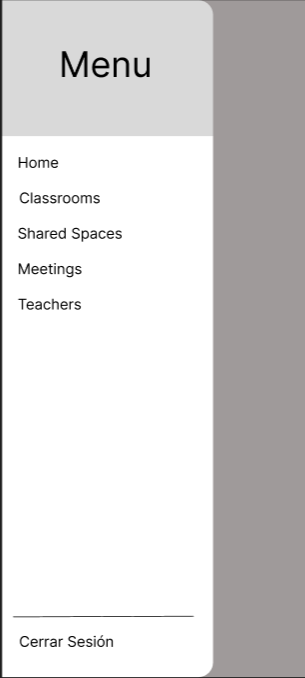 Menu
Home
Classrooms
Shared Spaces
Meetings
Teachers
Cerrar Sesión